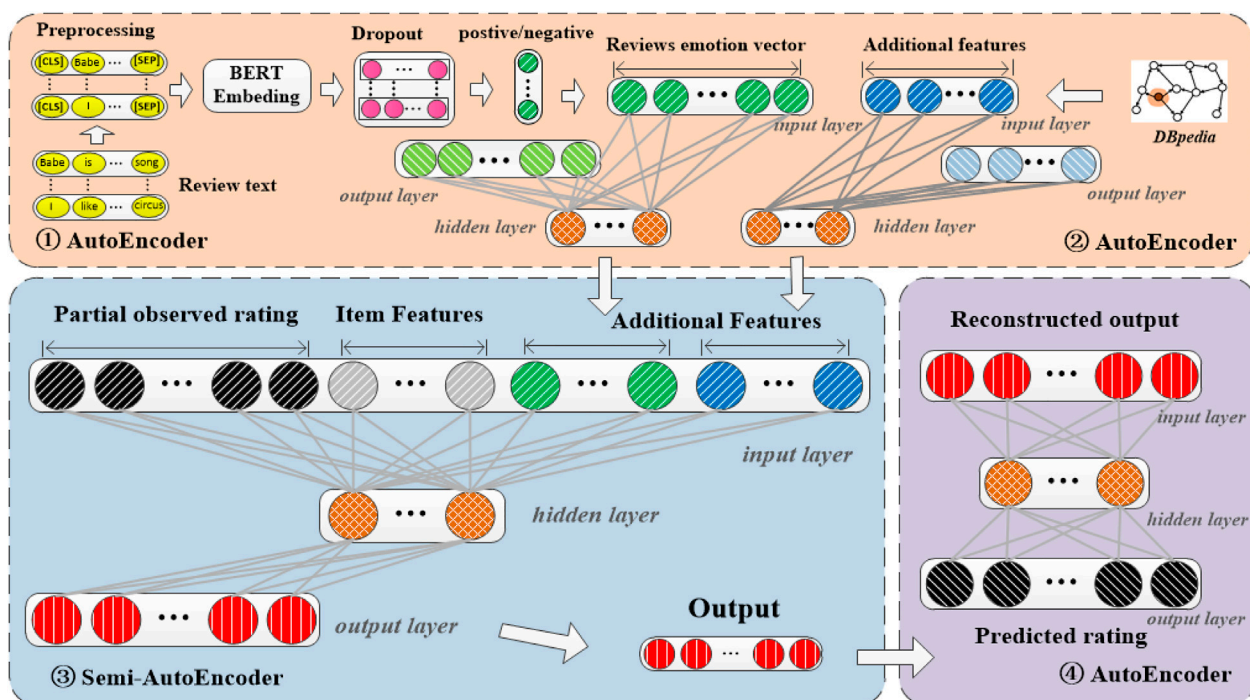 Preprocessing
[CLS] Babe ... [SEP]
[CLS] I ... [SEP]
Babe is ... song
I like ... circus
Review text
① AutoEncoder
BERT
Embeding
Dropout
postive/negative
Reviews emotion vector
input layer
output layer
hidden layer
Additional features
input layer
DBpedia
output layer
hidden layer
② AutoEncoder
Partial observed rating
Item Features
Additional Features
input layer
hidden layer
output layer
③ Semi-AutoEncoder
Output
Reconstructed output
input layer
hidden layer
output layer
Predicted rating
④ AutoEncoder